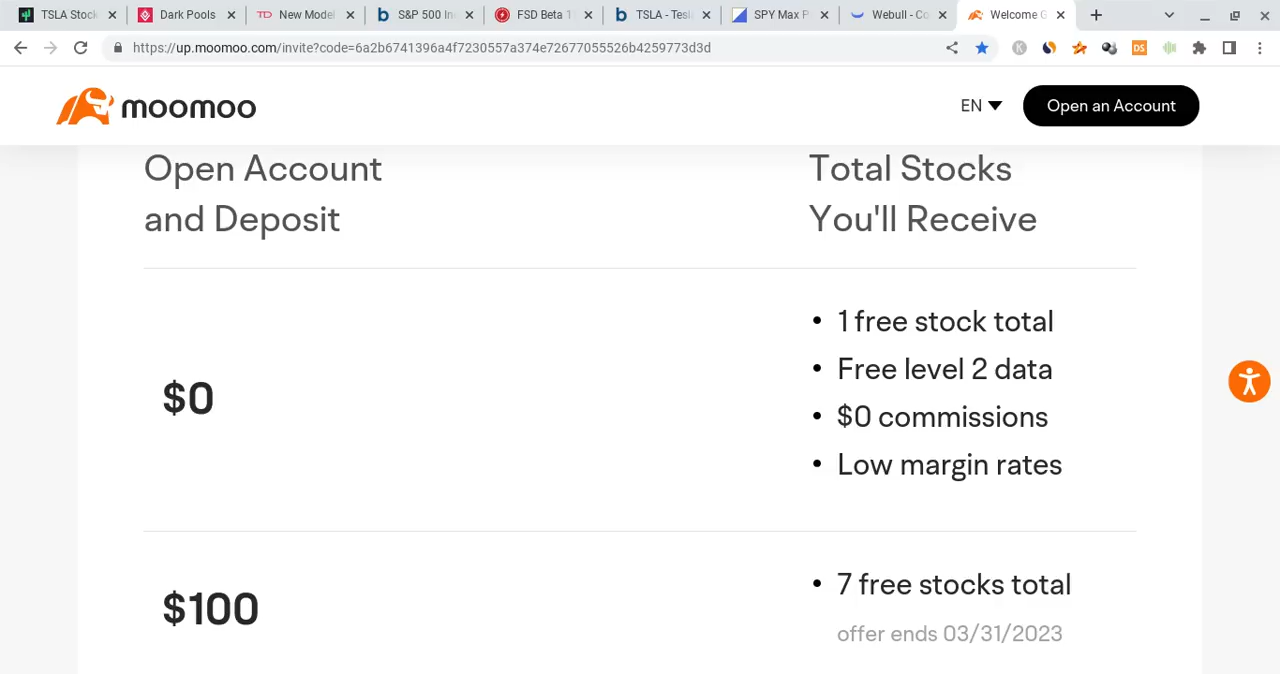 TSLA Stock
Dark Pools
TD New Model
b S&P 500 In
FSD Beta 1
b TSLA - Tesl
SPY Max P
Webull - Co
Welcome G
https://up.moomoo.com/invite?code=6a2b6741396a4f7230557a374e72677055526b4259773d3d
K
DS
moomoo
EN
Open an Account
Open Account
and Deposit
Total Stocks
You'll Receive
$0
• 1 free stock total
• Free level 2 data
• $0 commissions
• Low margin rates
$100
• 7 free stocks total
offer ends 03/31/2023